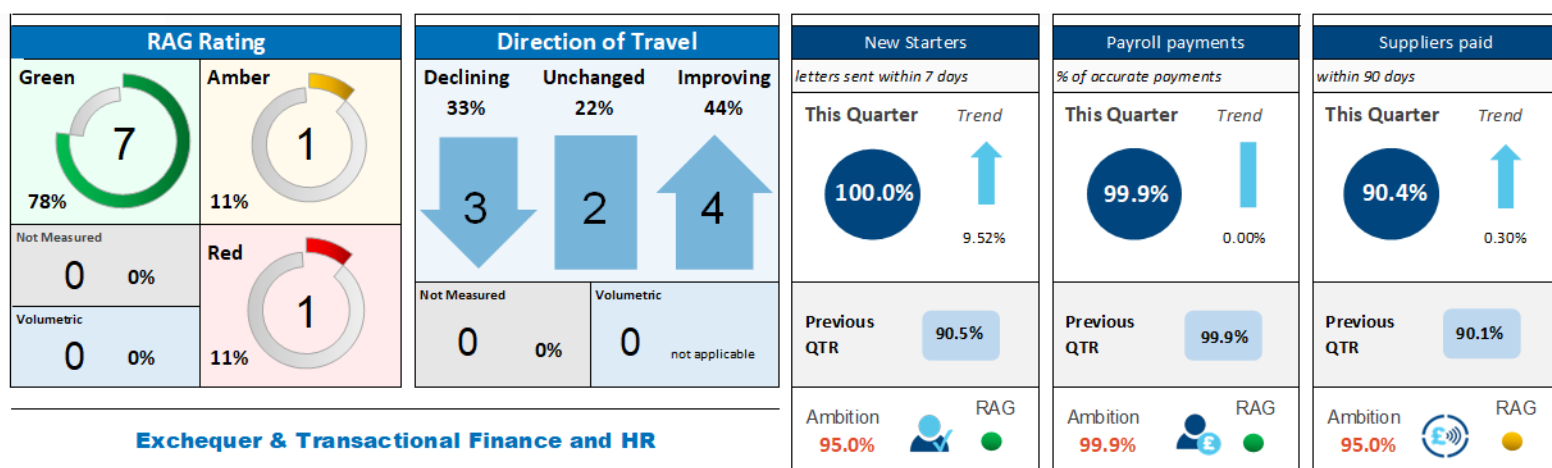 RAG Rating
Green
7
78%
Amber
1
11%
Not Measured
0 0%
Volumetric
0 0%
Red
1
11%
Direction of Travel
Declining Unchanged Improving
33% 22% 44%
3 2 4
Not Measured
0 0%
Volumetric
0 not applicable
Exchequer & Transactional Finance and HR
New Starters
letters sent within 7 days
This Quarter Trend
100.0%
9.52%
Previous
QTR
90.5%
Ambition RAG
95.0%
Payroll payments
% of accurate payments
This Quarter Trend
99.9%
0.00%
Previous
QTR
99.9%
Ambition RAG
99.9%
£
Suppliers paid
within 90 days
This Quarter Trend
90.4%
0.30%
Previous
QTR
90.1%
Ambition RAG
95.0%
£